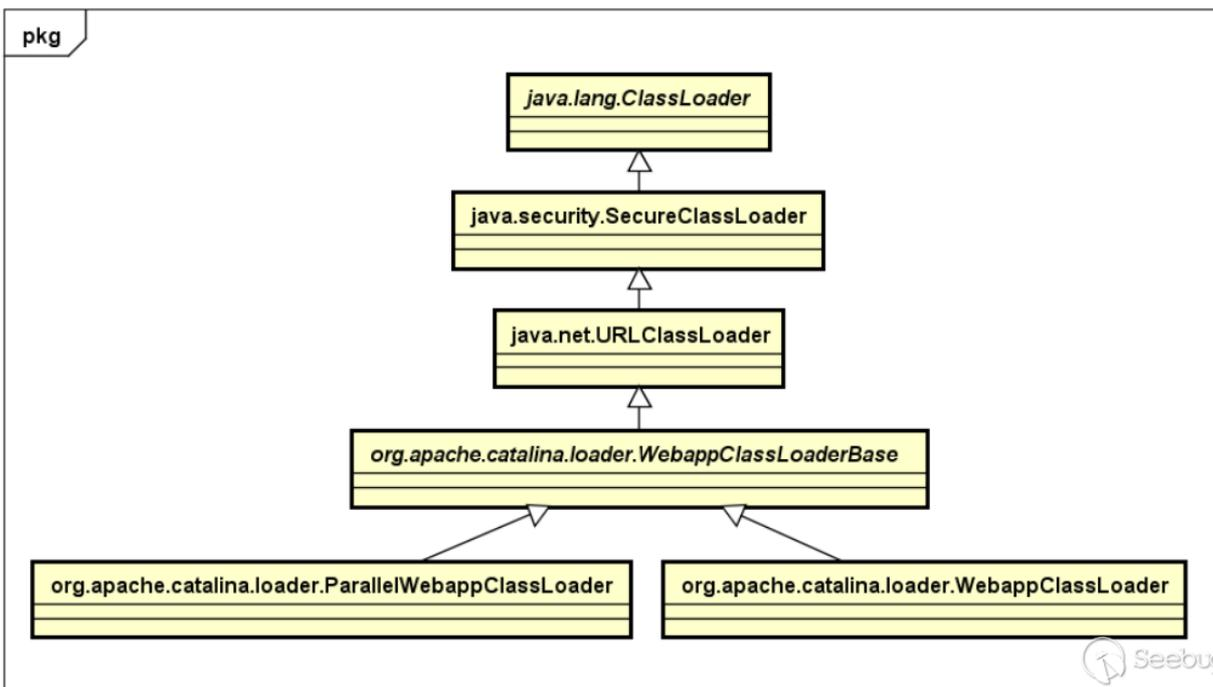 pkg
java.lang.ClassLoader
java.security.SecureClassLoader
java.net.URLClassLoader
org.apache.catalina.loader.WebappClassLoaderBase
org.apache.catalina.loader.ParallelWebappClassLoader
org.apache.catalina.loader.WebappClassLoader
Seebug